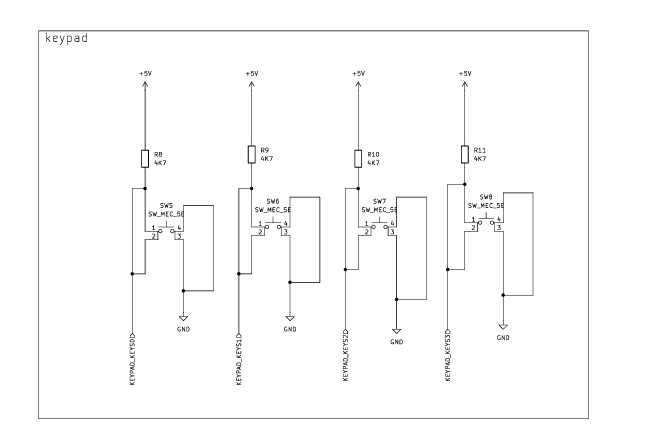 keypad
+5V
+5V
+5V
+5V
R8
4K7
R9
4K7
R10
4K7
R11
4K7
SW5
SW_MEC_5E
1
4
2
3
SW6
SW_MEC_5E
1
4
2
3
SW7
SW_MEC_5E
1
4
2
3
SW8
SW_MEC_5E
1
4
2
3
GND
GND
GND
GND
KEYPAD_KEYS0
KEYPAD_KEYS1
KEYPAD_KEYS2
KEYPAD_KEYS3